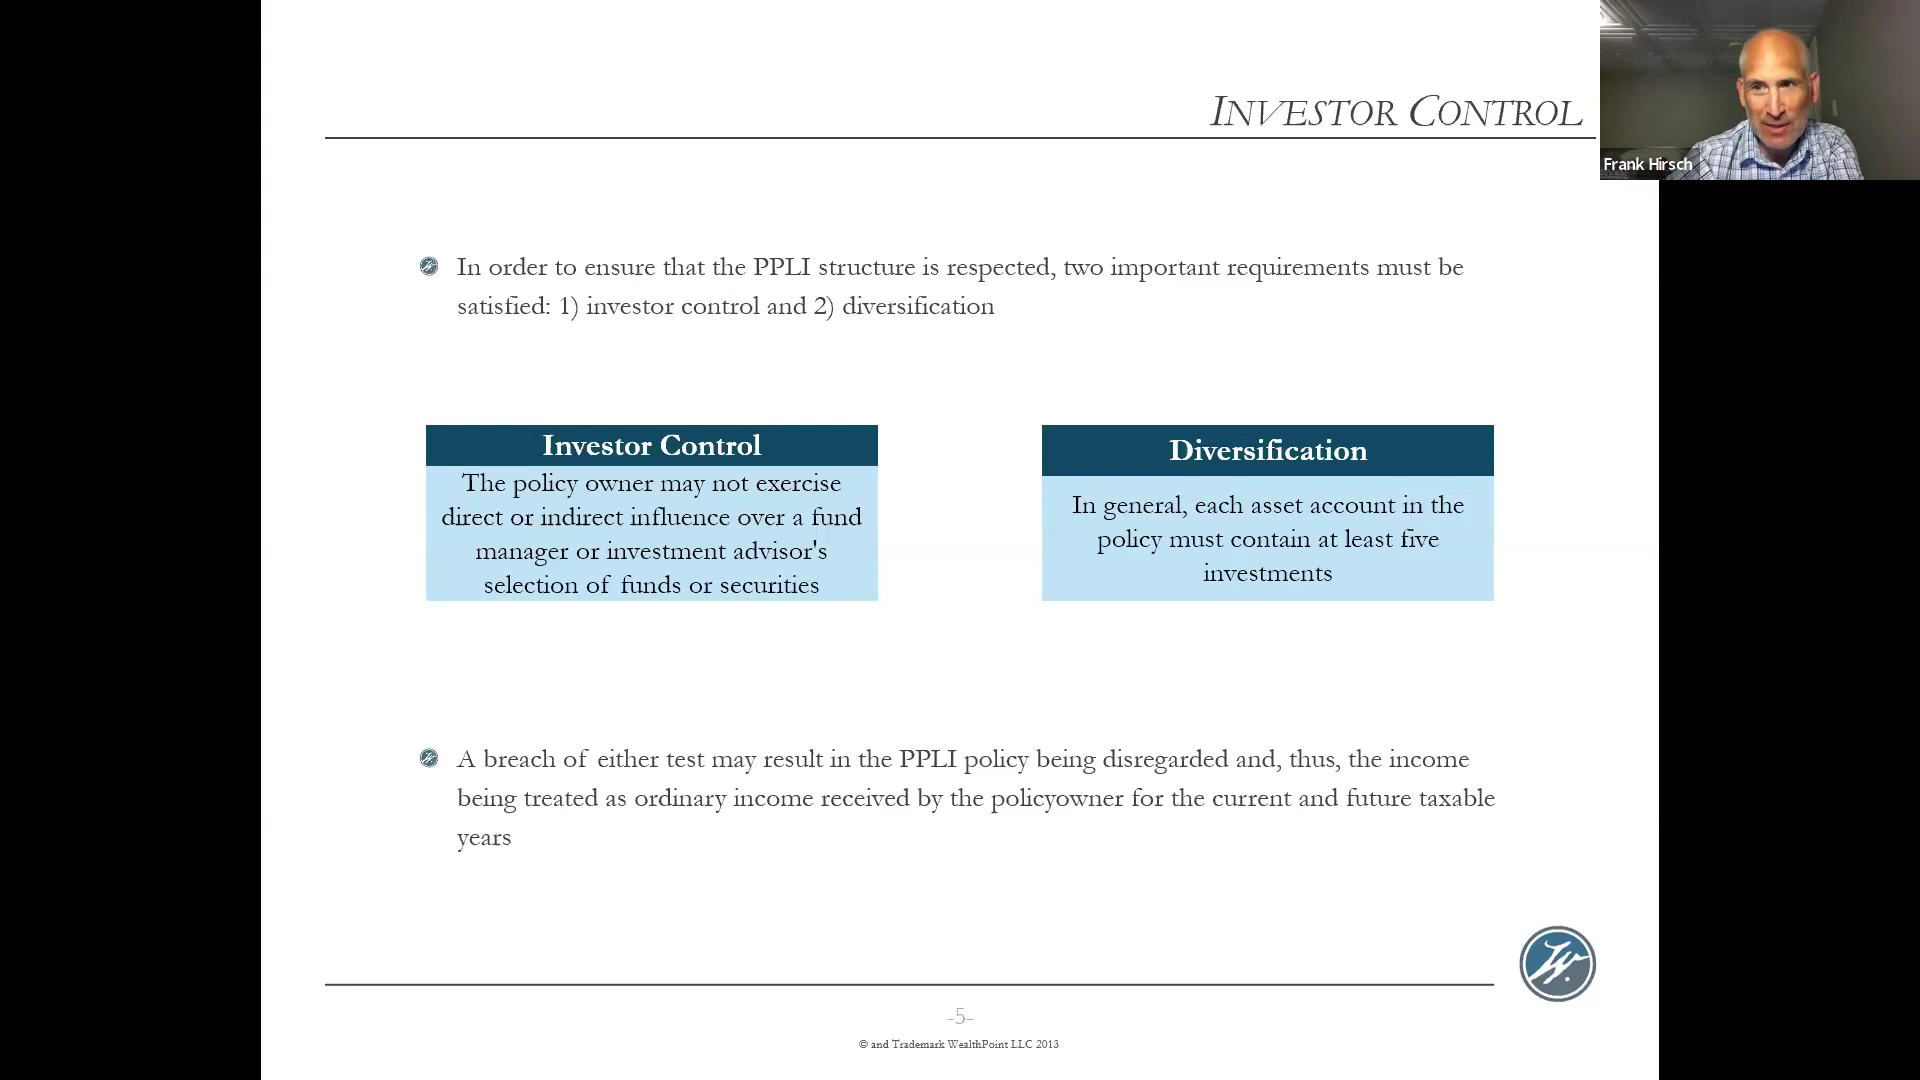 INVESTOR CONTROL
Frank Hirsch
In order to ensure that the PPLI structure is respected, two important requirements must be
satisfied: 1) investor control and 2) diversification
Investor Control
The policy owner may not exercise
direct or indirect influence over a fund
manager or investment advisor's
selection of funds or securities
Diversification
In general, each asset account in the
policy must contain at least five
investments
A breach of either test may result in the PPLI policy being disregarded and, thus, the income
being treated as ordinary income received by the policyowner for the current and future taxable
years
-5-
© and Trademark WealthPoint LLC 2013